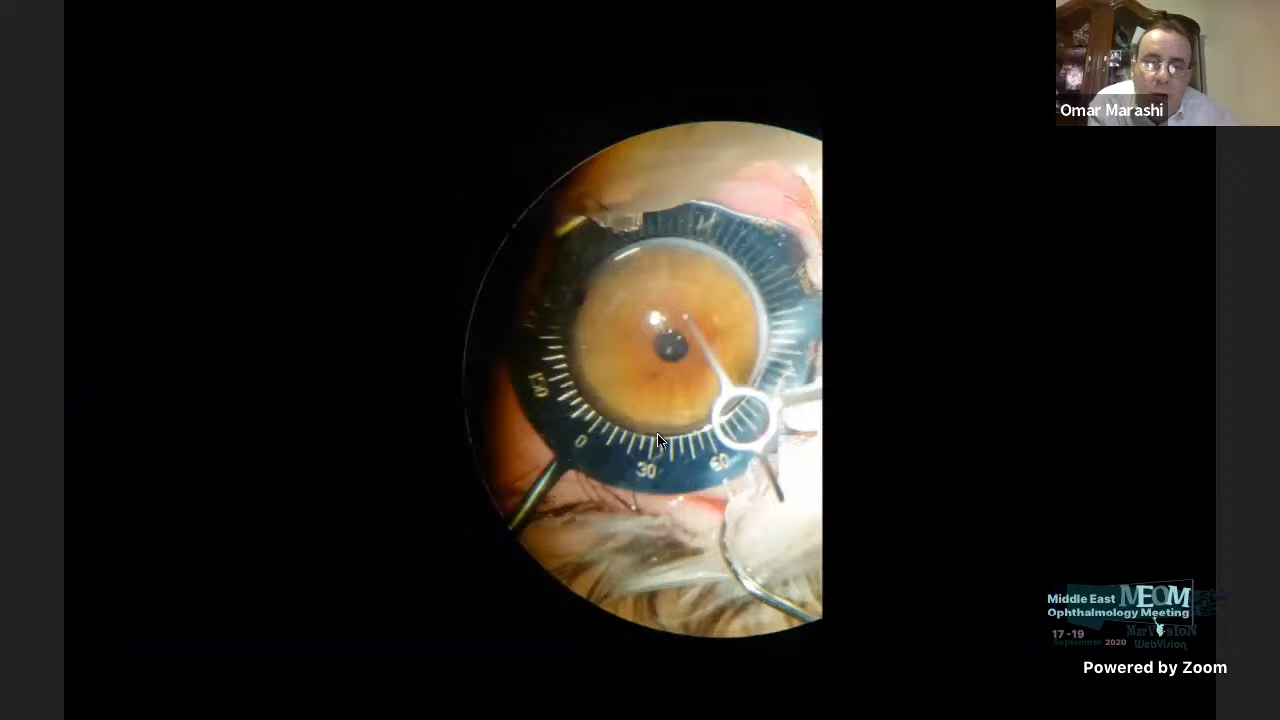 Omar Marashi
150
0
30
60
Middle East MEOM
Ophthalmology Meeting
17-19
September 2020
MarVision
WebVision
Powered by Zoom